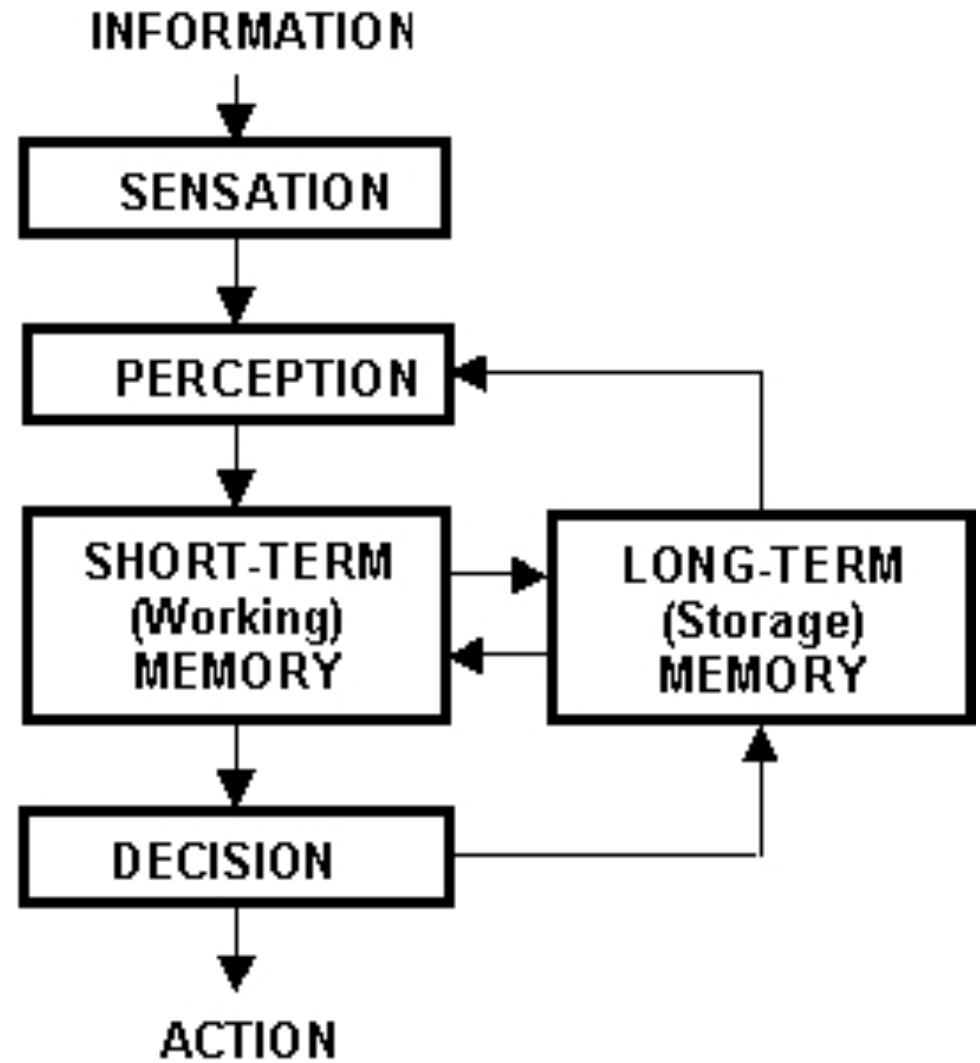 INFORMATION
SENSATION
PERCEPTION
SHORT-TERM
(Working)
MEMORY
LONG-TERM
(Storage)
MEMORY
DECISION
ACTION